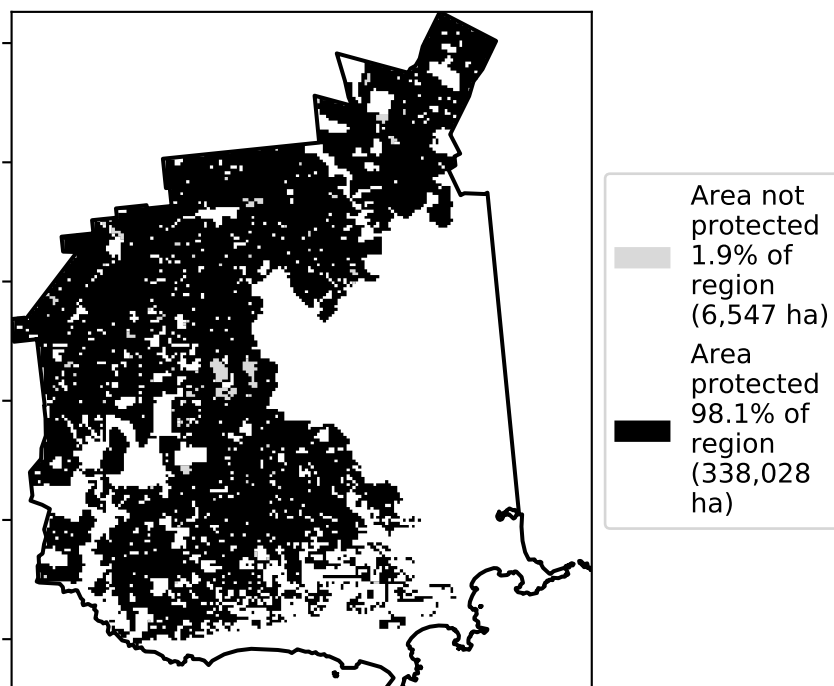 Area not
protected
1.9% of
region
(6,547 ha)
Area
protected
98.1% of
region
(338,028
ha)